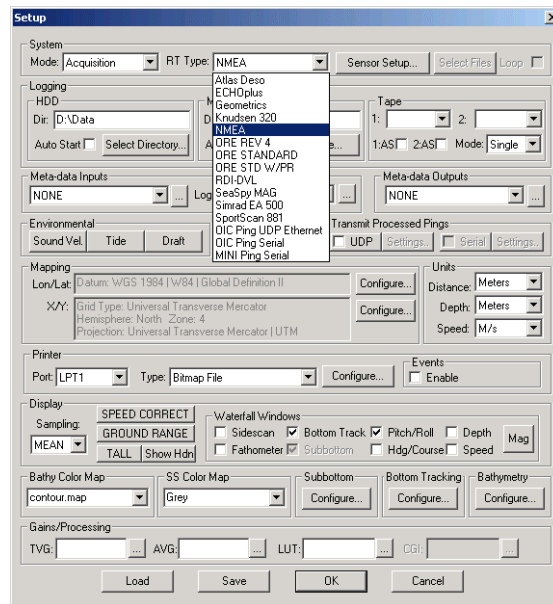 Setup
System
Mode: Acquisition RT Type: NMEA Sensor Setup... Select Files Loop
Atlas Deso
ECHOplus
Geometrics
Knudsen 320
NMEA
ORE REV 4
ORE STANDARD
ORE STD W/PR
RDI-DVL
SeaSpy MAG
Simrad EA 500
SportScan 881
OIC Ping UDP Ethernet
OIC Ping Serial
MINI Ping Serial
Logging
HDD
Dir: D:\Data
Auto Start Select Directory...
Tape
1: 2:
1:AS 2:AS Mode: Single
Meta-data Inputs
NONE ...
Meta-data Outputs
NONE ...
Environmental
Sound Vel. Tide Draft
Transmit Processed Pings
UDP Settings.. Serial Settings..
Mapping
Lon/Lat: Datum: WGS 1984 | W84 | Global Definition II Configure...
X/Y: Grid Type: Universal Transverse Mercator
Hemisphere: North Zone: 4
Projection: Universal Transverse Mercator | UTM
Configure...
Units
Distance: Meters
Depth: Meters
Speed: M/s
Printer
Port: LPT1 Type: Bitmap File Configure...
Events
Enable
Display
Sampling: MEAN
SPEED CORRECT
GROUND RANGE
TALL Show Hdn
Waterfall Windows
Sidescan Bottom Track Pitch/Roll Depth
Fathometer Subbottom Hdg/Course Speed
Mag
Bathy Color Map
contour.map
SS Color Map
Grey
Subbottom
Configure...
Bottom Tracking
Configure...
Bathymetry
Configure...
Gains/Processing
TVG: ... AVG: ... LUT: ... CGI: ...
Load Save OK Cancel